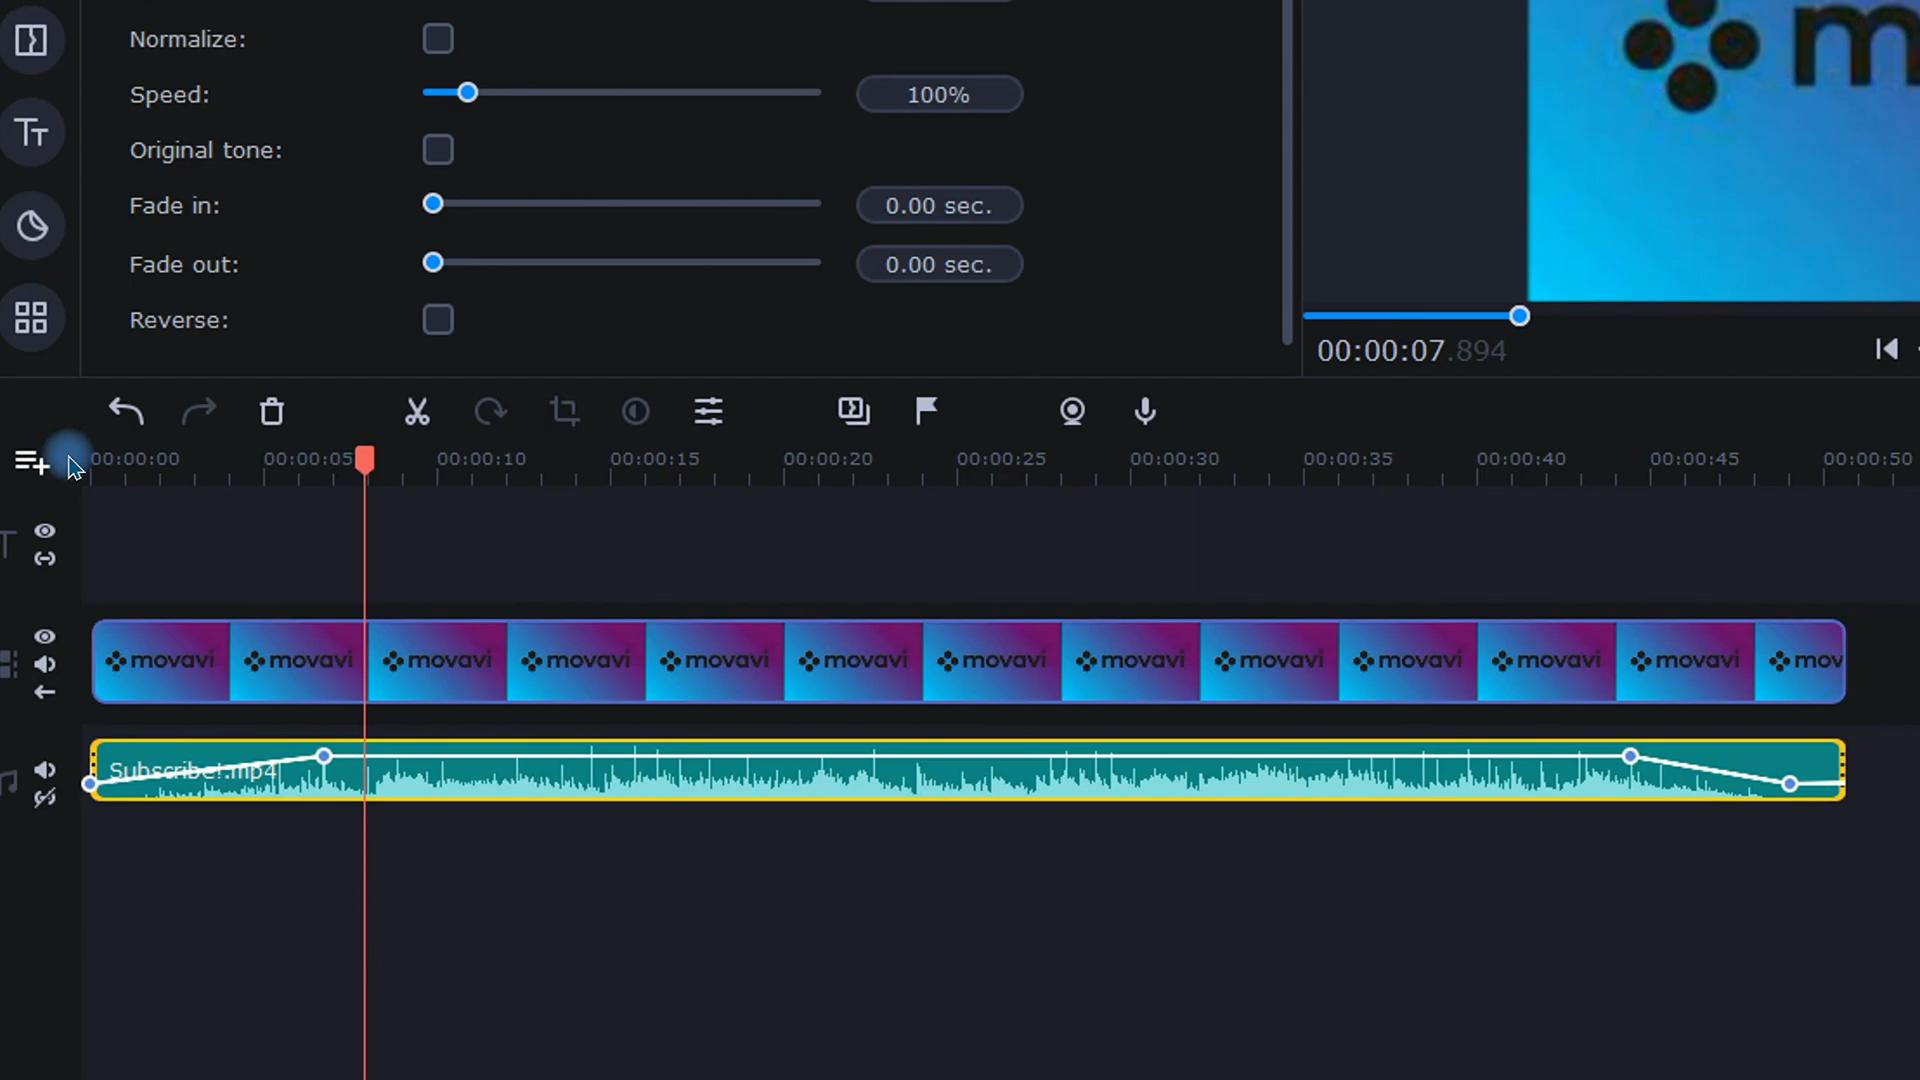 Normalize:
Speed: 100%
Original tone:
Fade in: 0.00 sec.
Fade out: 0.00 sec.
Reverse:
m
00:00:07.894
00:00:00 00:00:05 00:00:10 00:00:15 00:00:20 00:00:25 00:00:30 00:00:35 00:00:40 00:00:45 00:00:50
movavi movavi movavi movavi movavi movavi movavi movavi movavi movavi movavi movavi mov
Subscribe!.mp4